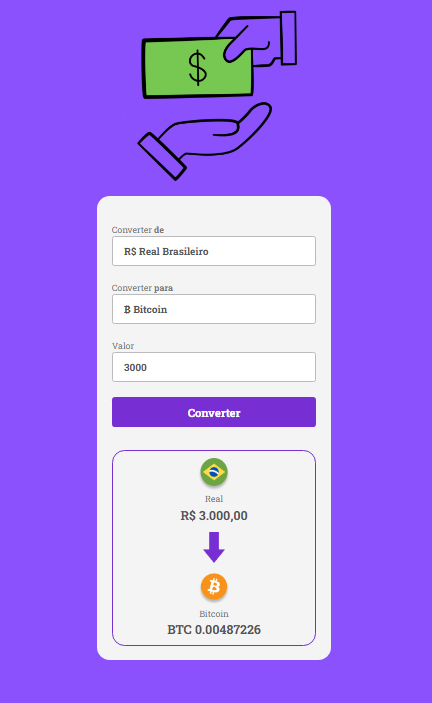 $
Converter de
R$ Real Brasileiro
Converter para
₿ Bitcoin
Valor
3000
Converter
Real
R$ 3.000,00
₿
Bitcoin
BTC 0.00487226